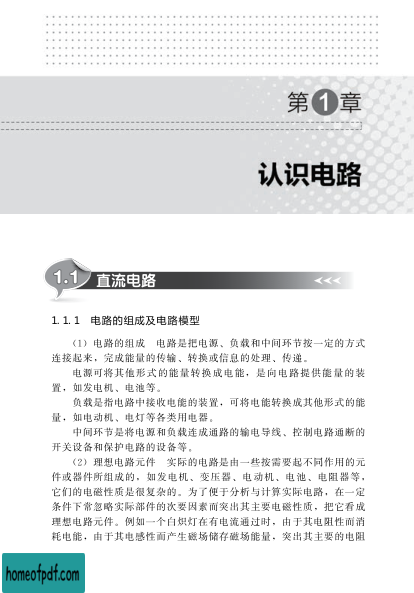 第1章
认识电路
1.1 直流电路
1.1.1 电路的组成及电路模型
（1）电路的组成 电路是把电源、负载和中间环节按一定的方式
连接起来，完成能量的传输、转换或信息的处理、传递。
电源可将其他形式的能量转换成电能，是向电路提供能量的装
置，如发电机、电池等。
负载是指电路中接收电能的装置，可将电能转换成其他形式的能
量，如电动机、电灯等各类用电器。
中间环节是将电源和负载连成通路的输电导线、控制电路通断的
开关设备和保护电路的设备等。
（2）理想电路元件 实际的电路是由一些按需要起不同作用的元
件或器件所组成的，如发电机、变压器、电动机、电池、电阻器等，
它们的电磁性质是很复杂的。为了便于分析与计算实际电路，在一定
条件下常忽略实际部件的次要因素而突出其主要电磁性质，把它看成
理想电路元件。例如一个白炽灯在有电流通过时，由于其电阻性而消
耗电能，由于其电感性而产生磁场储存磁场能量，突出其主要的电阻
homeofpdf.com